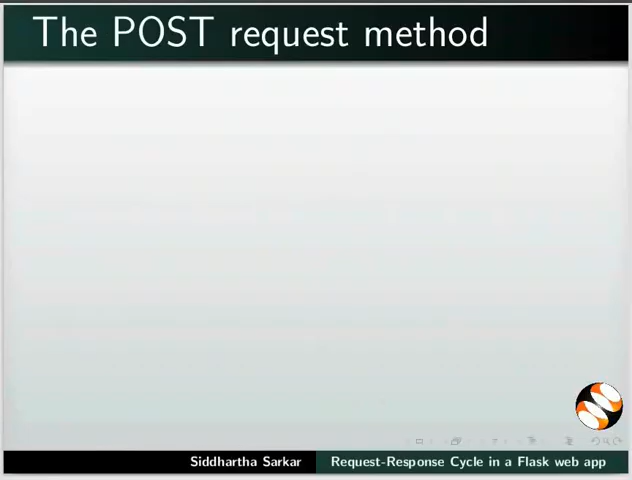 The POST request method
Siddhartha Sarkar
Request-Response Cycle in a Flask web app